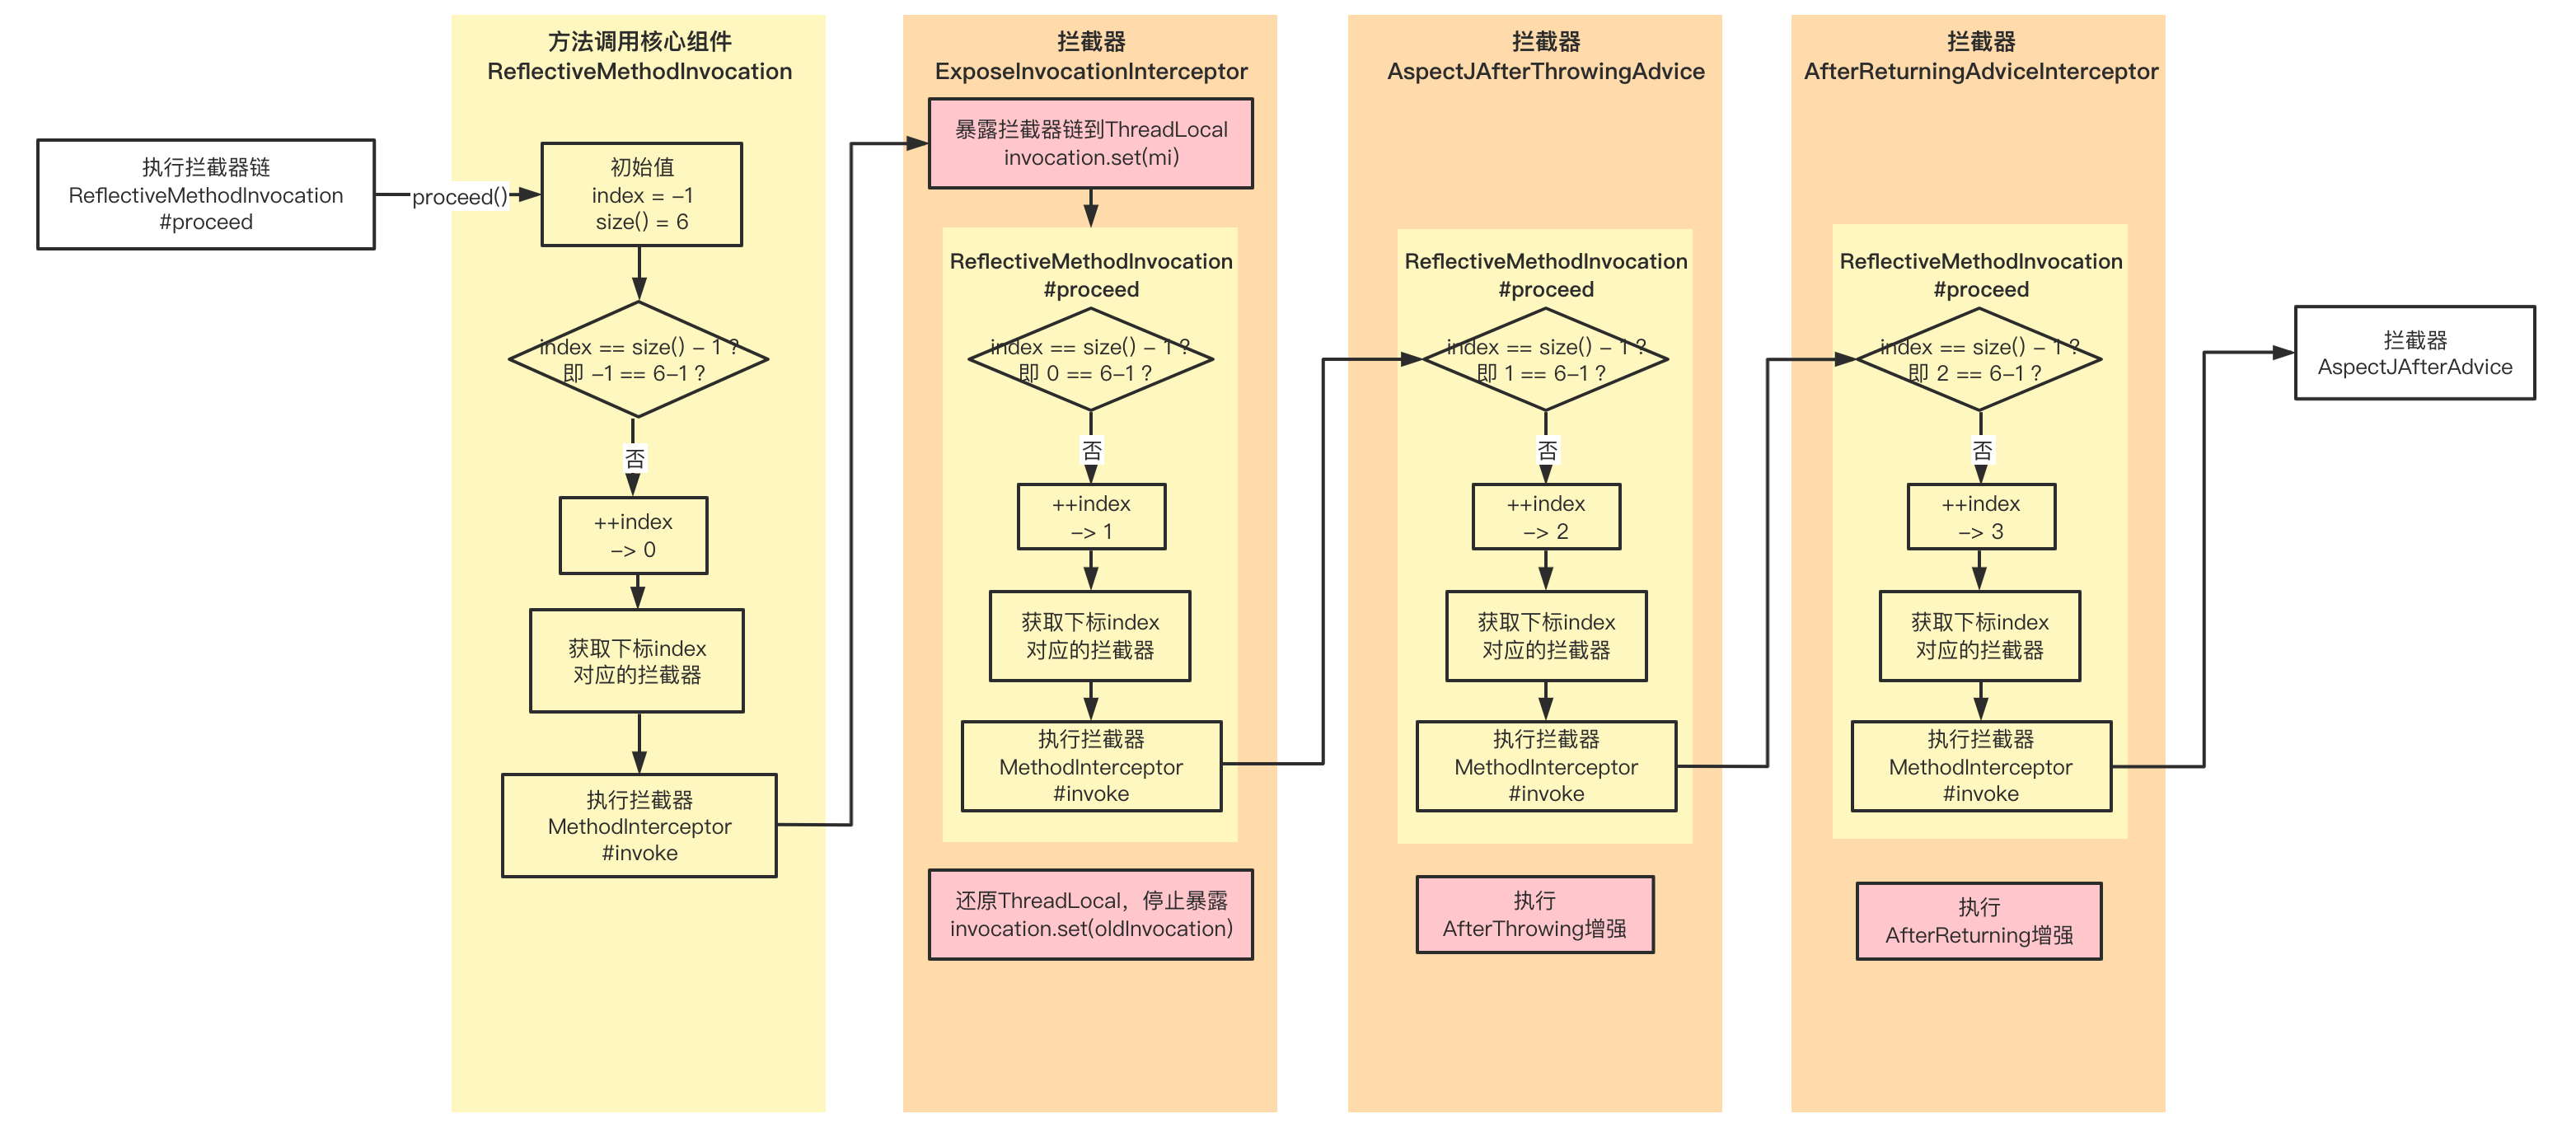 执行拦截器链
ReflectiveMethodInvocation
#proceed
proceed()
方法调用核心组件
ReflectiveMethodInvocation
初始值
index = –1
size() = 6
index == size() – 1 ?
即 –1 == 6–1 ?
否
++index
–> 0
获取下标index
对应的拦截器
执行拦截器
MethodInterceptor
#invoke
拦截器
ExposeInvocationInterceptor
暴露拦截器链到ThreadLocal
invocation.set(mi)
ReflectiveMethodInvocation
#proceed
index == size() – 1 ?
即 0 == 6–1 ?
否
++index
–> 1
获取下标index
对应的拦截器
执行拦截器
MethodInterceptor
#invoke
还原ThreadLocal，停止暴露
invocation.set(oldInvocation)
拦截器
AspectJAfterThrowingAdvice
ReflectiveMethodInvocation
#proceed
index == size() – 1 ?
即 1 == 6–1 ?
否
++index
–> 2
获取下标index
对应的拦截器
执行拦截器
MethodInterceptor
#invoke
执行
AfterThrowing增强
拦截器
AfterReturningAdviceInterceptor
ReflectiveMethodInvocation
#proceed
index == size() – 1 ?
即 2 == 6–1 ?
否
++index
–> 3
获取下标index
对应的拦截器
执行拦截器
MethodInterceptor
#invoke
执行
AfterReturning增强
拦截器
AspectJAfterAdvice